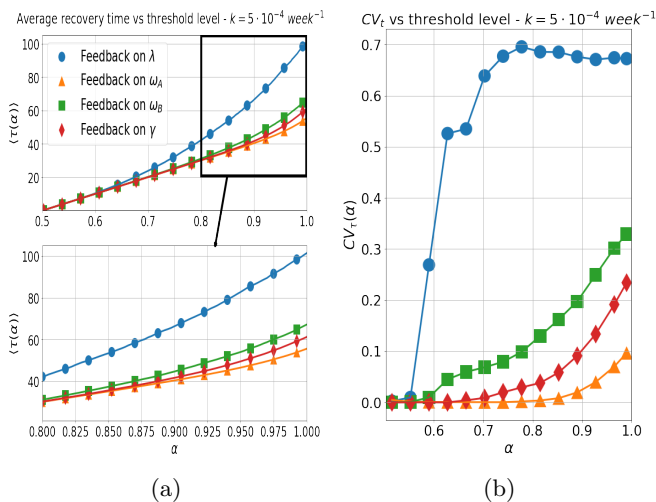 Average recovery time vs threshold level - k = 5 · 10⁻⁴ week⁻¹
100
80
60
40
20
⟨τ(α)⟩
Feedback on λ
Feedback on ω_A
Feedback on ω_B
Feedback on γ
0.5 0.6 0.7 0.8 0.9 1.0
100
80
60
40
⟨τ(α)⟩
0.800 0.825 0.850 0.875 0.900 0.925 0.950 0.975 1.000
α
(a)
CV_t vs threshold level - k = 5 · 10⁻⁴ week⁻¹
0.7
0.6
0.5
0.4
0.3
0.2
0.1
0.0
CV_τ(α)
0.6 0.7 0.8 0.9 1.0
α
(b)